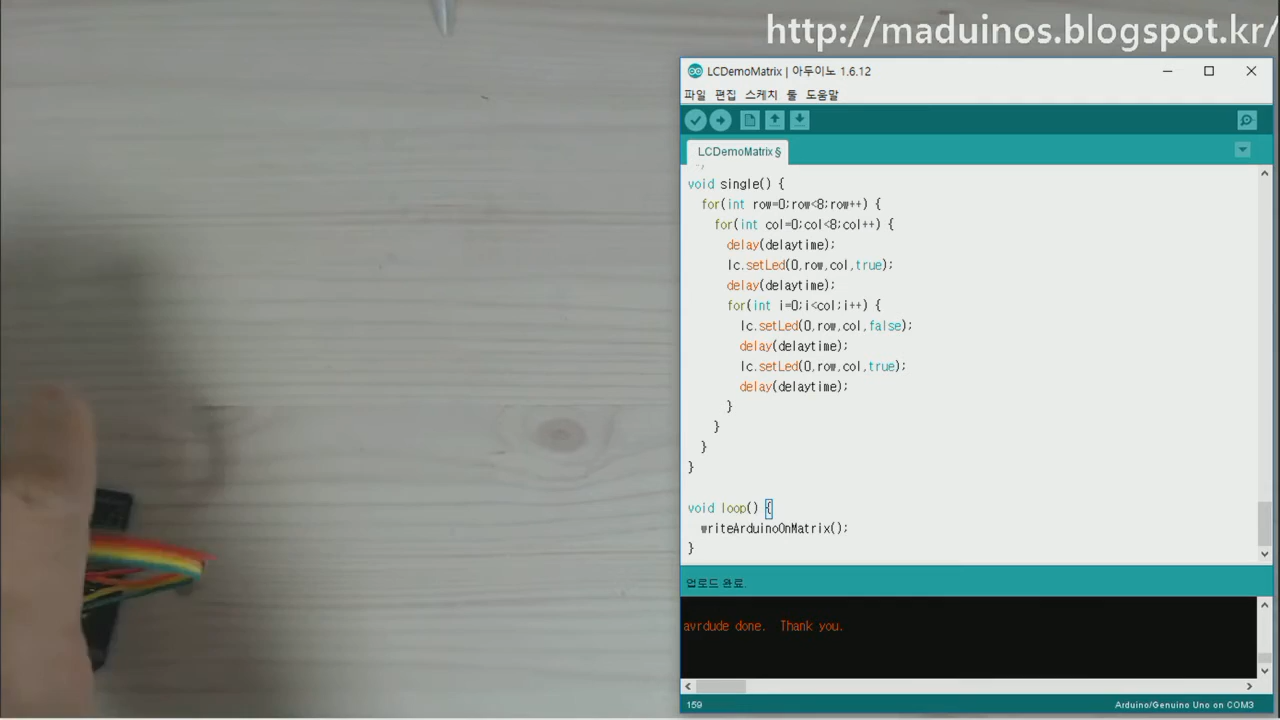 http://maduinos.blogspot.kr/
LCDemoMatrix | 아두이노 1.6.12
파일 편집 스케치 툴 도움말
LCDemoMatrix §
void single() {
for(int row=0;row<8;row++) {
for(int col=0;col<8;col++) {
delay(delaytime);
lc.setLed(0,row,col,true);
delay(delaytime);
for(int i=0;i<col;i++) {
lc.setLed(0,row,col,false);
delay(delaytime);
lc.setLed(0,row,col,true);
delay(delaytime);
}
}
}
}
void loop() {
writeArduinoOnMatrix();
}
업로드 완료.
avrdude done.  Thank you.
159
Arduino/Genuino Uno on COM3